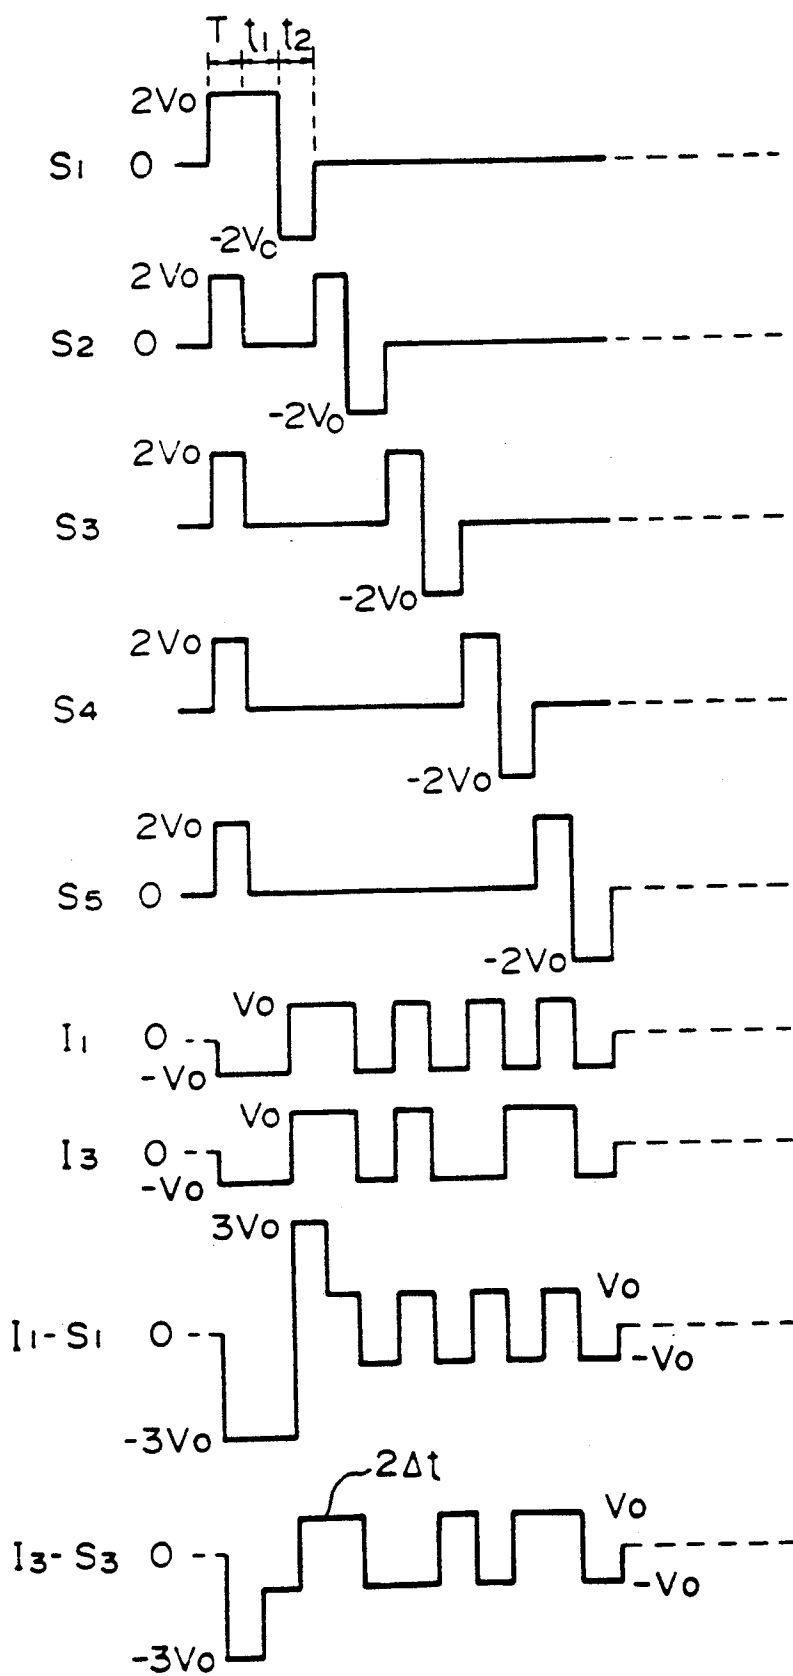 T t1 t2
2Vo
S1 0
-2Vo
2Vo
S2 0
-2Vo
2Vo
S3
-2Vo
2Vo
S4
-2Vo
2Vo
S5 0
-2Vo
Vo
I1 0
-Vo
Vo
I3 0
-Vo
3Vo
Vo
I1-S1 0
-Vo
-3Vo
2Δt
Vo
I3-S3 0
-Vo
-3Vo